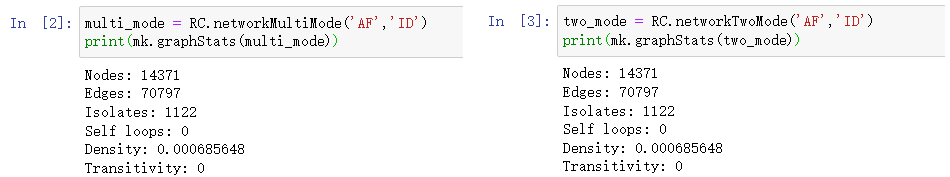 In [2]: multi_mode = RC.networkMultiMode('AF','ID')
print(mk.graphStats(multi_mode))
Nodes: 14371
Edges: 70797
Isolates: 1122
Self loops: 0
Density: 0.000685648
Transitivity: 0
In [3]: two_mode = RC.networkTwoMode('AF','ID')
print(mk.graphStats(two_mode))
Nodes: 14371
Edges: 70797
Isolates: 1122
Self loops: 0
Density: 0.000685648
Transitivity: 0